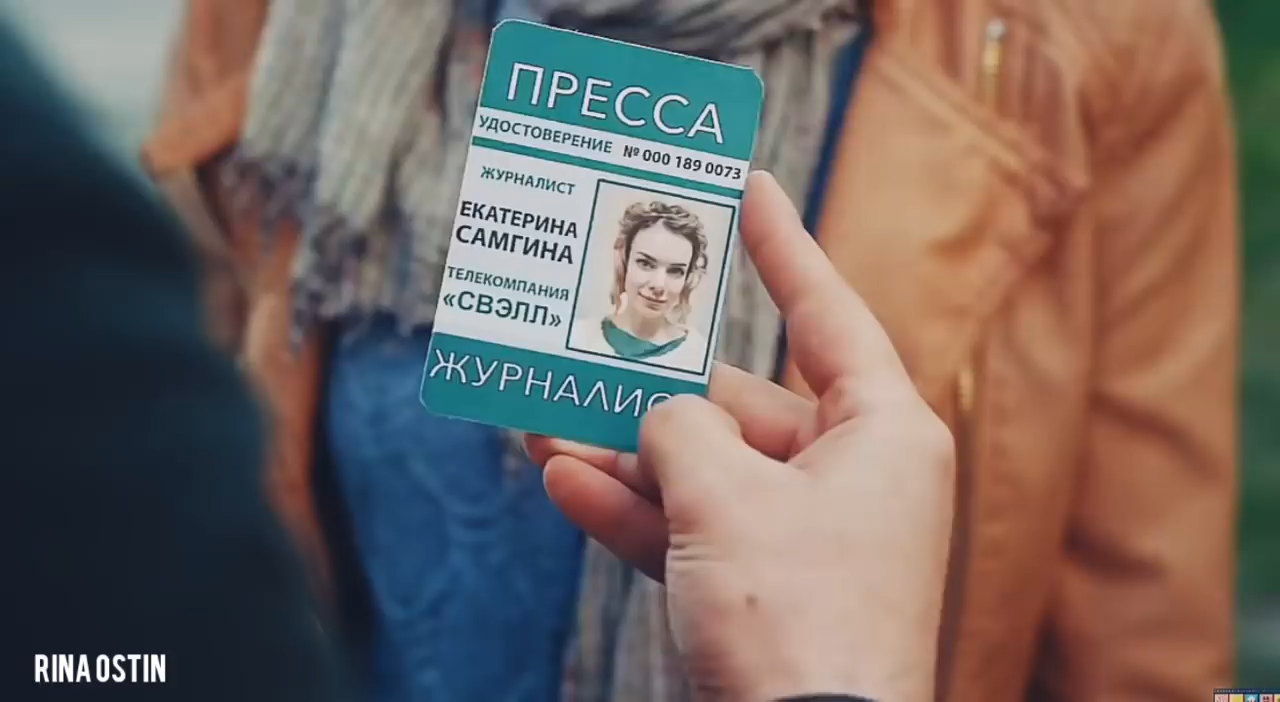 ПРЕССА
УДОСТОВЕРЕНИЕ № 000 189 0073
ЖУРНАЛИСТ
ЕКАТЕРИНА
САМГИНА
ТЕЛЕКОМПАНИЯ
«СВЭЛЛ»
ЖУРНАЛИС
RINA OSTIN